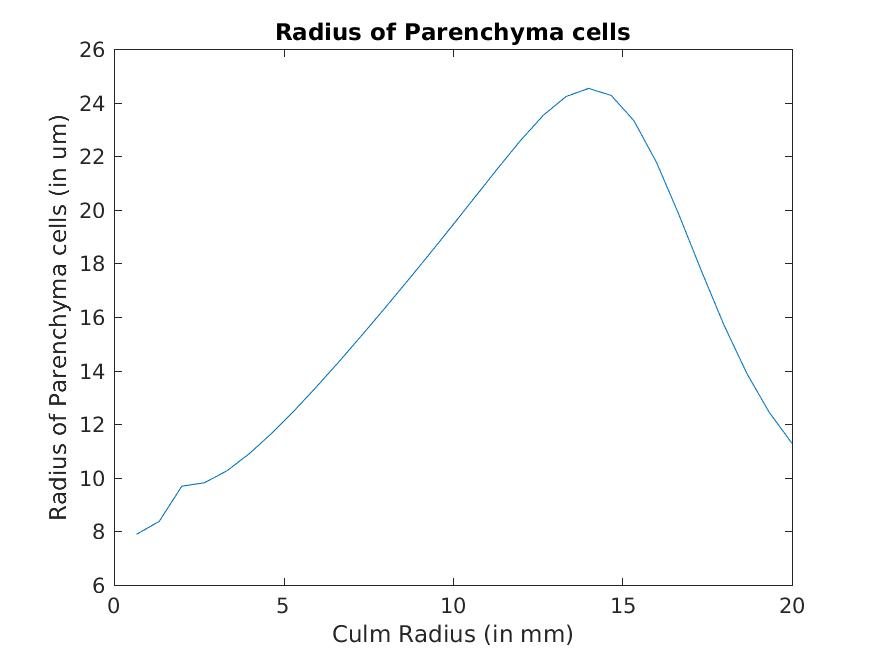 Radius of Parenchyma cells
Radius of Parenchyma cells (in um)
26
24
22
20
18
16
14
12
10
8
6
0 5 10 15 20
Culm Radius (in mm)